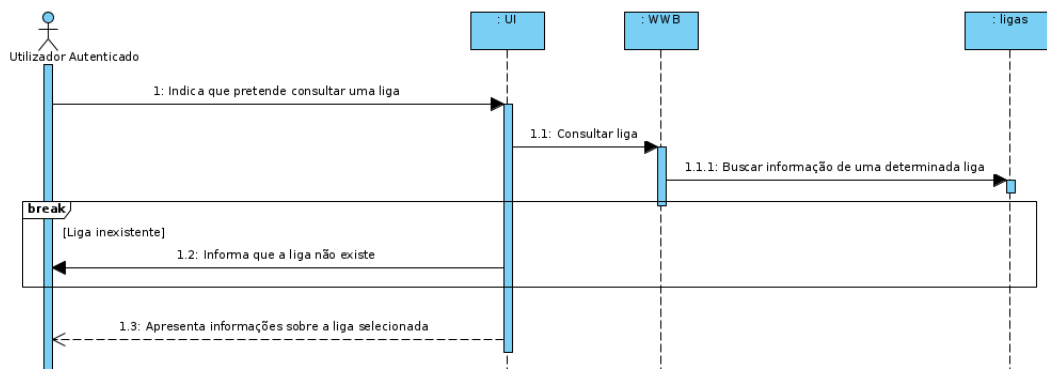 : UI
: WWB
: ligas
Utilizador Autenticado
1: Indica que pretende consultar uma liga
1.1: Consultar liga
1.1.1: Buscar informação de uma determinada liga
break
[Liga inexistente]
1.2: Informa que a liga não existe
1.3: Apresenta informações sobre a liga selecionada